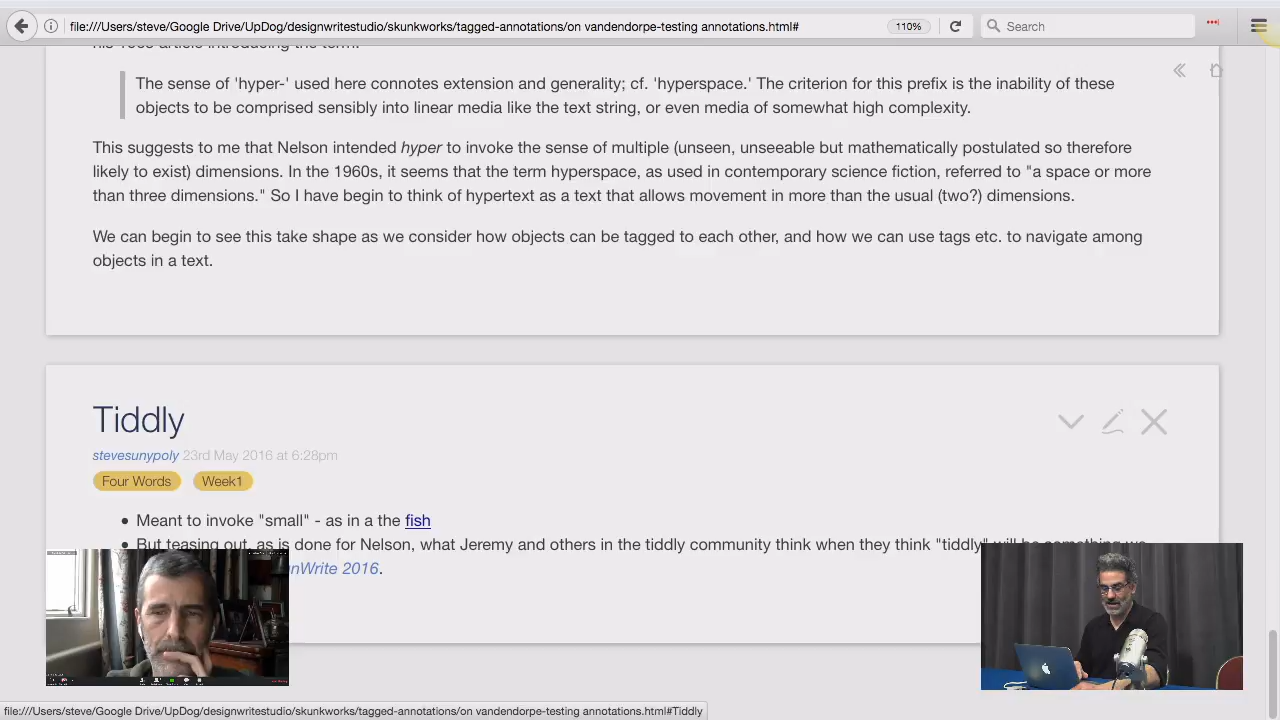 file:///Users/steve/Google Drive/UpDog/designwritestudio/skunkworks/tagged-annotations/on vandendorpe-testing annotations.html#
110%
Search
his 1965 article introducing the term:
The sense of 'hyper-' used here connotes extension and generality; cf. 'hyperspace.' The criterion for this prefix is the inability of these
objects to be comprised sensibly into linear media like the text string, or even media of somewhat high complexity.
This suggests to me that Nelson intended hyper to invoke the sense of multiple (unseen, unseeable but mathematically postulated so therefore
likely to exist) dimensions. In the 1960s, it seems that the term hyperspace, as used in contemporary science fiction, referred to "a space or more
than three dimensions." So I have begin to think of hypertext as a text that allows movement in more than the usual (two?) dimensions.
We can begin to see this take shape as we consider how objects can be tagged to each other, and how we can use tags etc. to navigate among
objects in a text.
Tiddly
stevesunypoly 23rd May 2016 at 6:28pm
Four Words Week1
Meant to invoke "small" - as in a the fish
But teasing out, as is done for Nelson, what Jeremy and others in the tiddly community think when they think "tiddly" will be something we
nWrite 2016.
file:///Users/steve/Google Drive/UpDog/designwritestudio/skunkworks/tagged-annotations/on vandendorpe-testing annotations.html#Tiddly